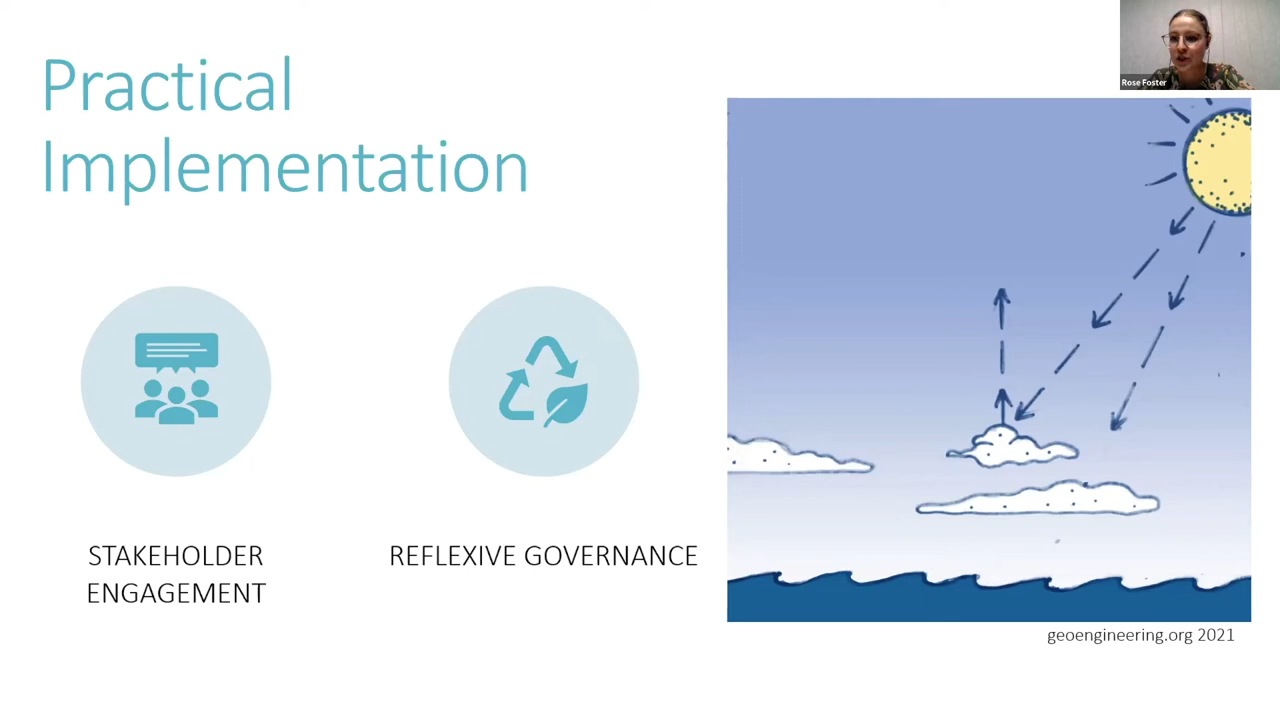 Practical
Implementation
Rose Foster
STAKEHOLDER
ENGAGEMENT
REFLEXIVE GOVERNANCE
geoengineering.org 2021